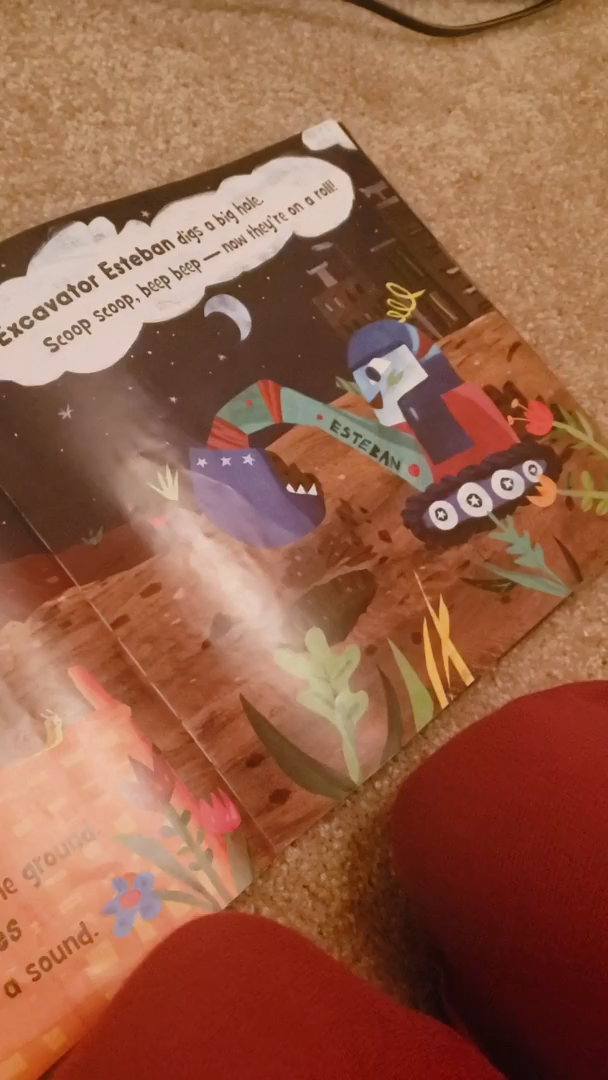 Excavator Esteban digs a big hole.
Scoop scoop, beep beep — now they're on a roll!
ESTEBAN
ground.
a sound.